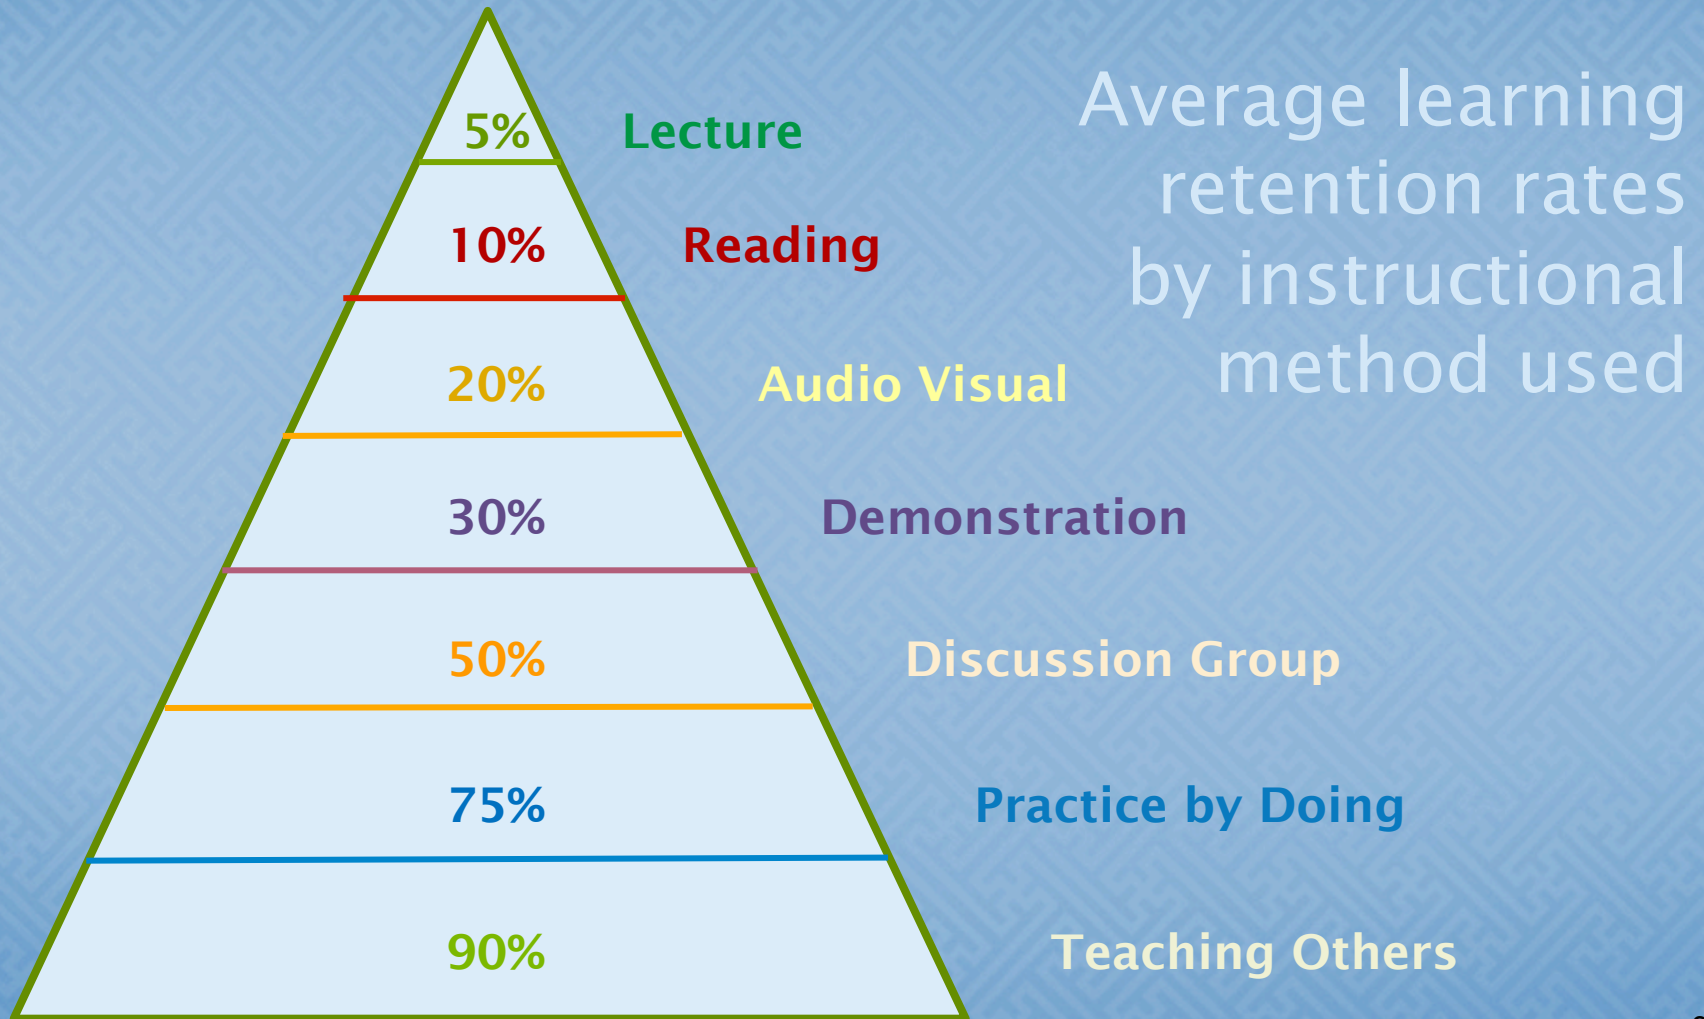 Average learning
retention rates
by instructional
method used
5% Lecture
10% Reading
20% Audio Visual
30% Demonstration
50% Discussion Group
75% Practice by Doing
90% Teaching Others